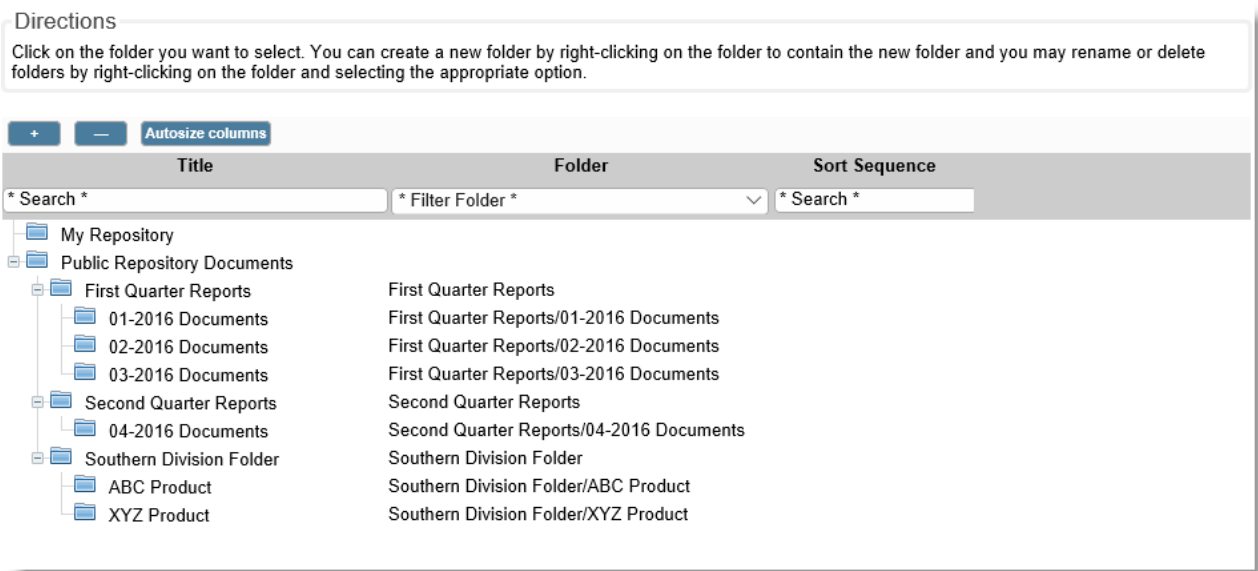 Directions
Click on the folder you want to select. You can create a new folder by right-clicking on the folder to contain the new folder and you may rename or delete
folders by right-clicking on the folder and selecting the appropriate option.
+ — Autosize columns
Title Folder Sort Sequence
* Search * * Filter Folder * * Search *
My Repository
Public Repository Documents
First Quarter Reports First Quarter Reports
01-2016 Documents First Quarter Reports/01-2016 Documents
02-2016 Documents First Quarter Reports/02-2016 Documents
03-2016 Documents First Quarter Reports/03-2016 Documents
Second Quarter Reports Second Quarter Reports
04-2016 Documents Second Quarter Reports/04-2016 Documents
Southern Division Folder Southern Division Folder
ABC Product Southern Division Folder/ABC Product
XYZ Product Southern Division Folder/XYZ Product